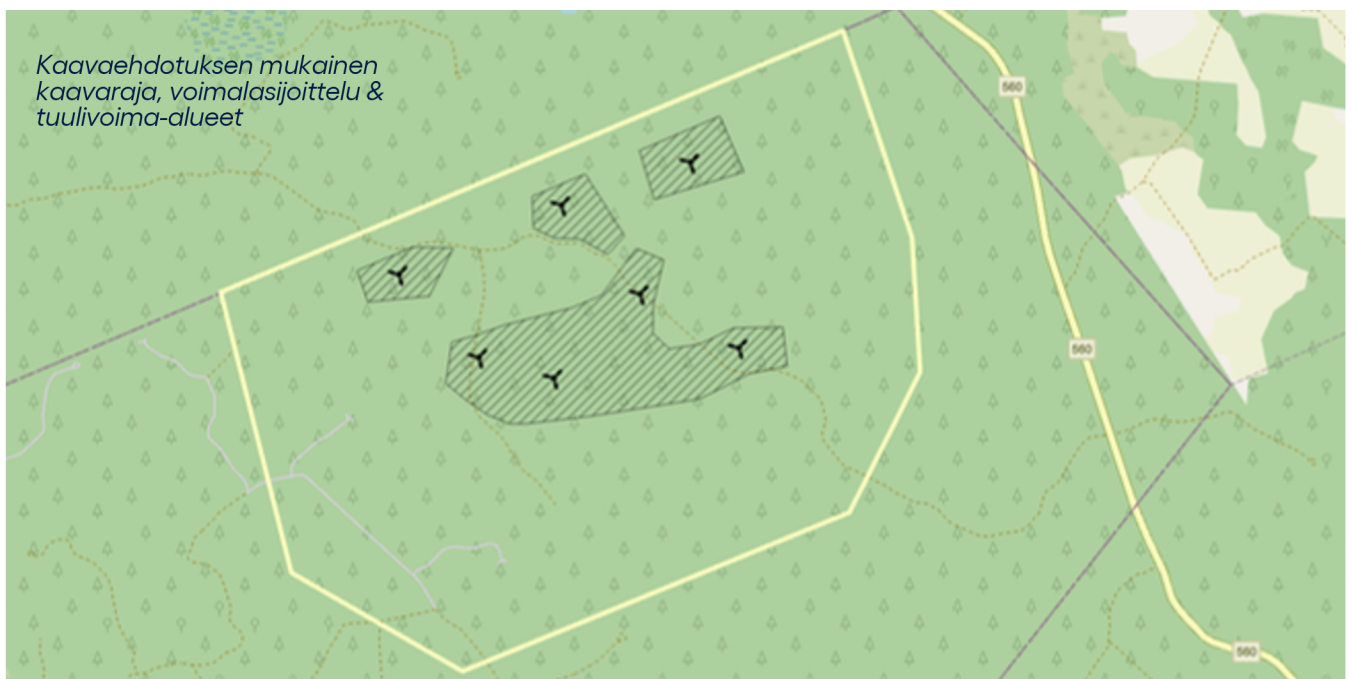 Kaavaehdotuksen mukainen
kaavaraja, voimalasijoittelu &
tuulivoima-alueet
560
560
560